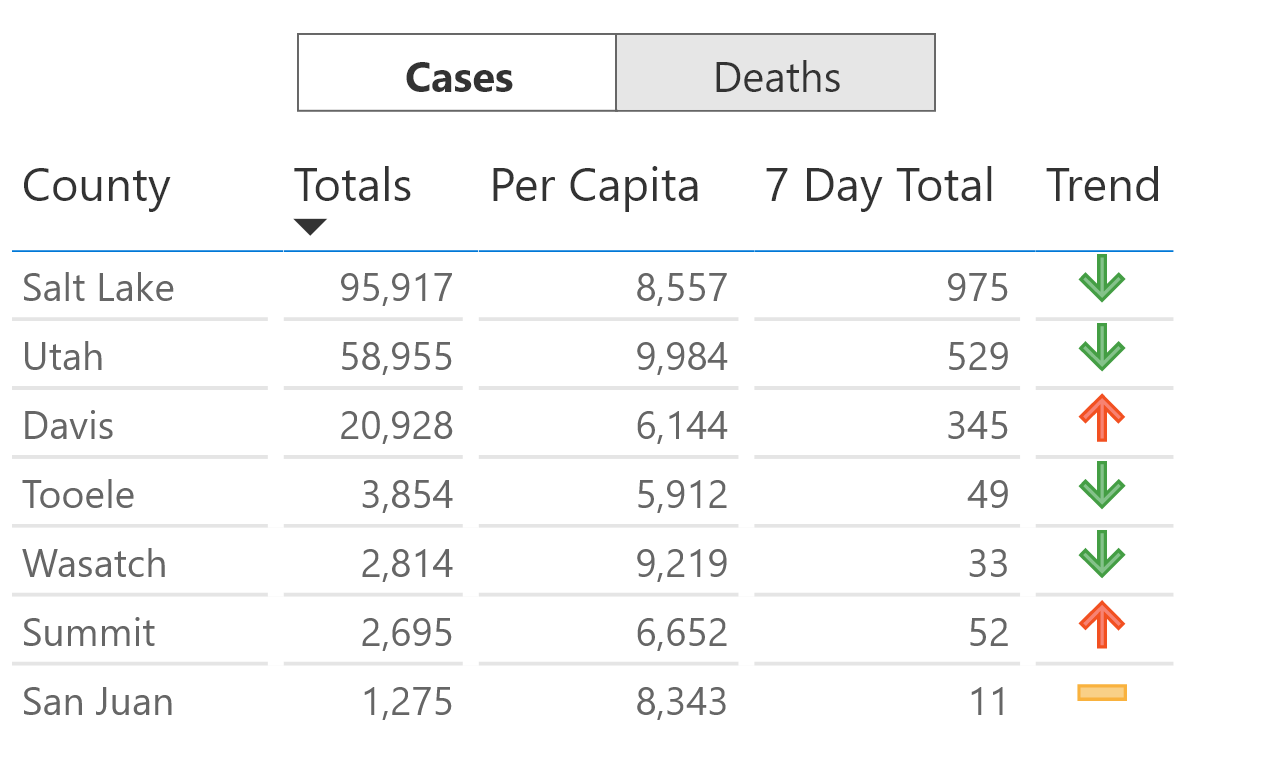 Cases Deaths
County Totals Per Capita 7 Day Total Trend
Salt Lake 95,917 8,557 975
Utah 58,955 9,984 529
Davis 20,928 6,144 345
Tooele 3,854 5,912 49
Wasatch 2,814 9,219 33
Summit 2,695 6,652 52
San Juan 1,275 8,343 11